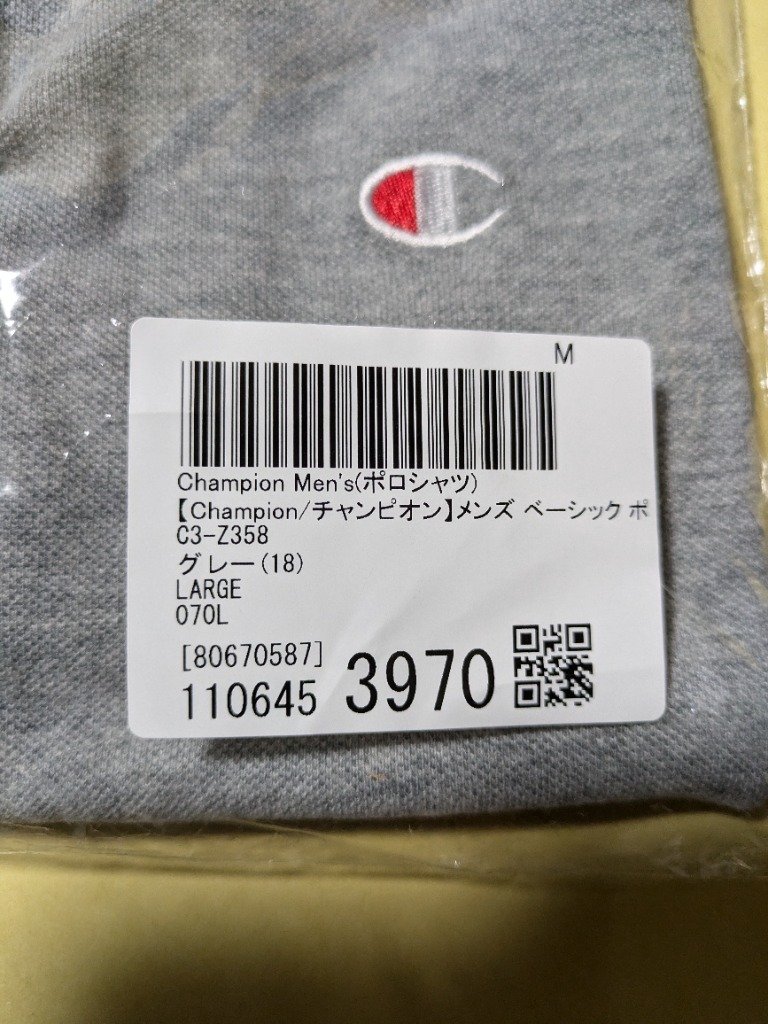 M
Champion Men's(ポロシャツ)
【Champion/チャンピオン】メンズ ベーシック ポ
C3-Z358
グレー(18)
LARGE
070L
[80670587]
110645 3970